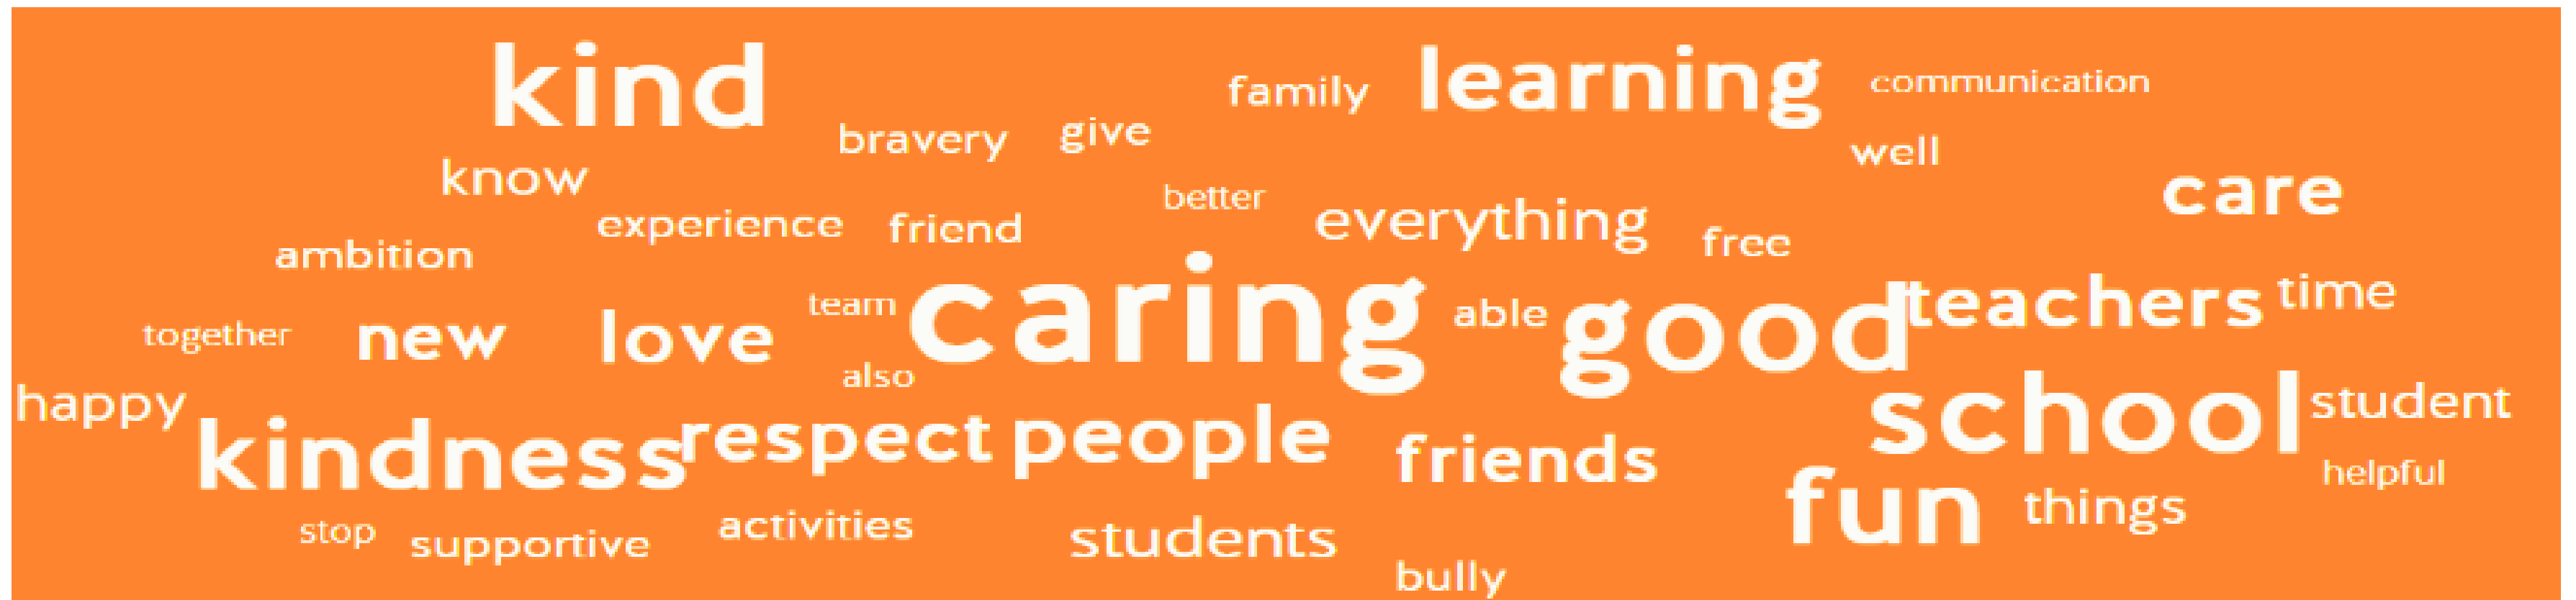 kind
family
learning
communication
bravery
give
well
know
better
care
experience
friend
everything
free
ambition
together
new
love
team
caring
able
good
teachers
time
also
happy
kindness
respect
people
friends
school
student
helpful
stop
supportive
activities
students
fun
things
bully